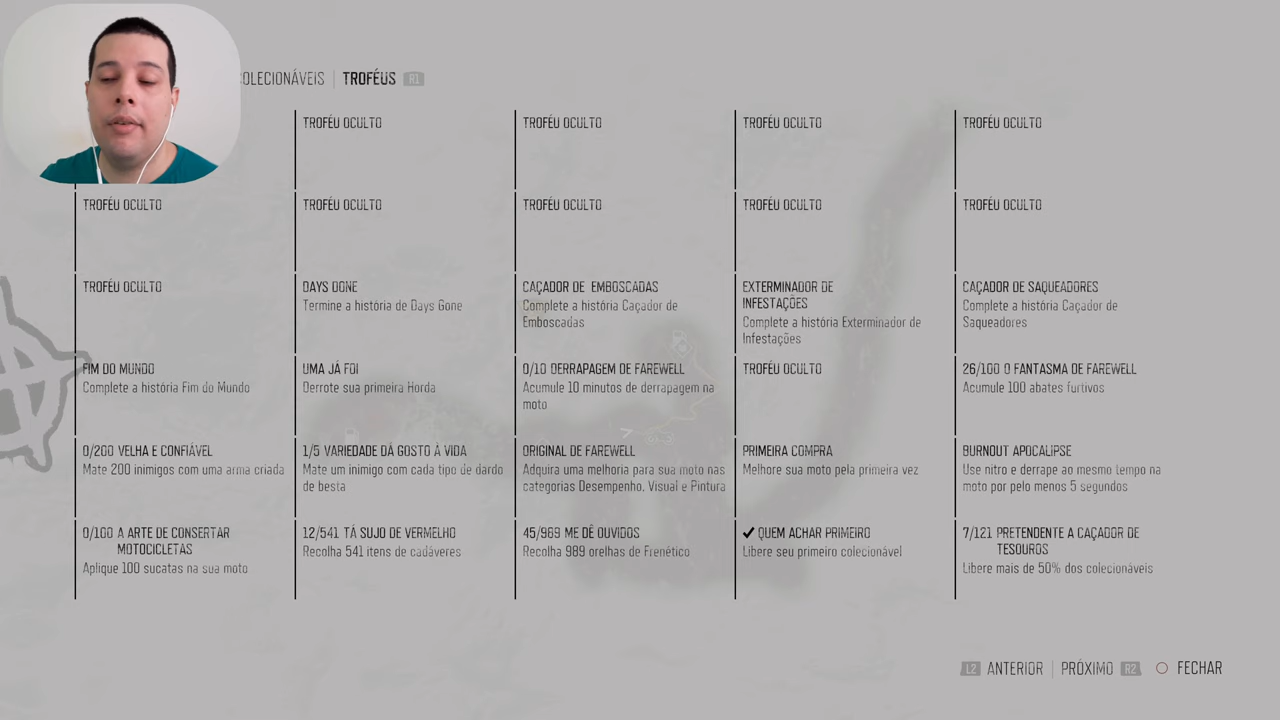 OLECIONÁVEIS | TROFÉUS R1
TROFÉU OCULTO
TROFÉU OCULTO
TROFÉU OCULTO
TROFÉU OCULTO
TROFÉU OCULTO
TROFÉU OCULTO
TROFÉU OCULTO
TROFÉU OCULTO
TROFÉU OCULTO
TROFÉU OCULTO
DAYS GONE
Termine a história de Days Gone
CAÇADOR DE EMBOSCADAS
Complete a história Caçador de
Emboscadas
EXTERMINADOR DE
INFESTAÇÕES
Complete a história Exterminador de
Infestações
CAÇADOR DE SAQUEADORES
Complete a história Caçador de
Saqueadores
FIM DO MUNDO
Complete a história Fim do Mundo
UMA JÁ FOI
Derrote sua primeira Horda
0/10 DERRAPAGEM DE FAREWELL
Acumule 10 minutos de derrapagem na
moto
TROFÉU OCULTO
26/100 O FANTASMA DE FAREWELL
Acumule 100 abates furtivos
0/200 VELHA E CONFIÁVEL
Mate 200 inimigos com uma arma criada
1/5 VARIEDADE DÁ GOSTO À VIDA
Mate um inimigo com cada tipo de dardo
de besta
ORIGINAL DE FAREWELL
Adquira uma melhoria para sua moto nas
categorias Desempenho, Visual e Pintura
PRIMEIRA COMPRA
Melhore sua moto pela primeira vez
BURNOUT APOCALIPSE
Use nitro e derrape ao mesmo tempo na
moto por pelo menos 5 segundos
0/100 A ARTE DE CONSERTAR
MOTOCICLETAS
Aplique 100 sucatas na sua moto
12/541 TÁ SUJO DE VERMELHO
Recolha 541 itens de cadáveres
45/989 ME DÊ OUVIDOS
Recolha 989 orelhas de Frenético
✓ QUEM ACHAR PRIMEIRO
Libere seu primeiro colecionável
7/121 PRETENDENTE A CAÇADOR DE
TESOUROS
Libere mais de 50% dos colecionáveis
L2 ANTERIOR | PRÓXIMO R2 ○ FECHAR